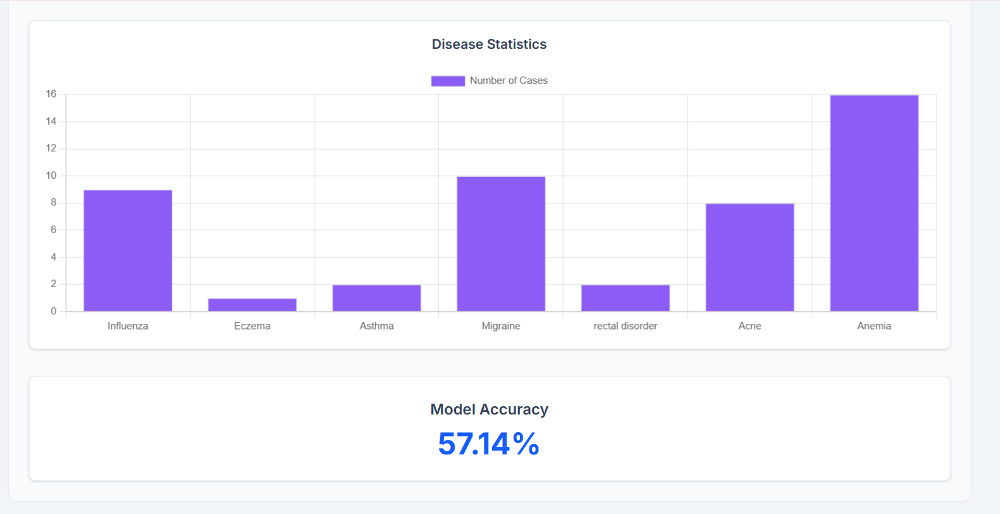 Disease Statistics
Number of Cases
16
14
12
10
8
6
4
2
0
Influenza Eczema Asthma Migraine rectal disorder Acne Anemia
Model Accuracy
57.14%